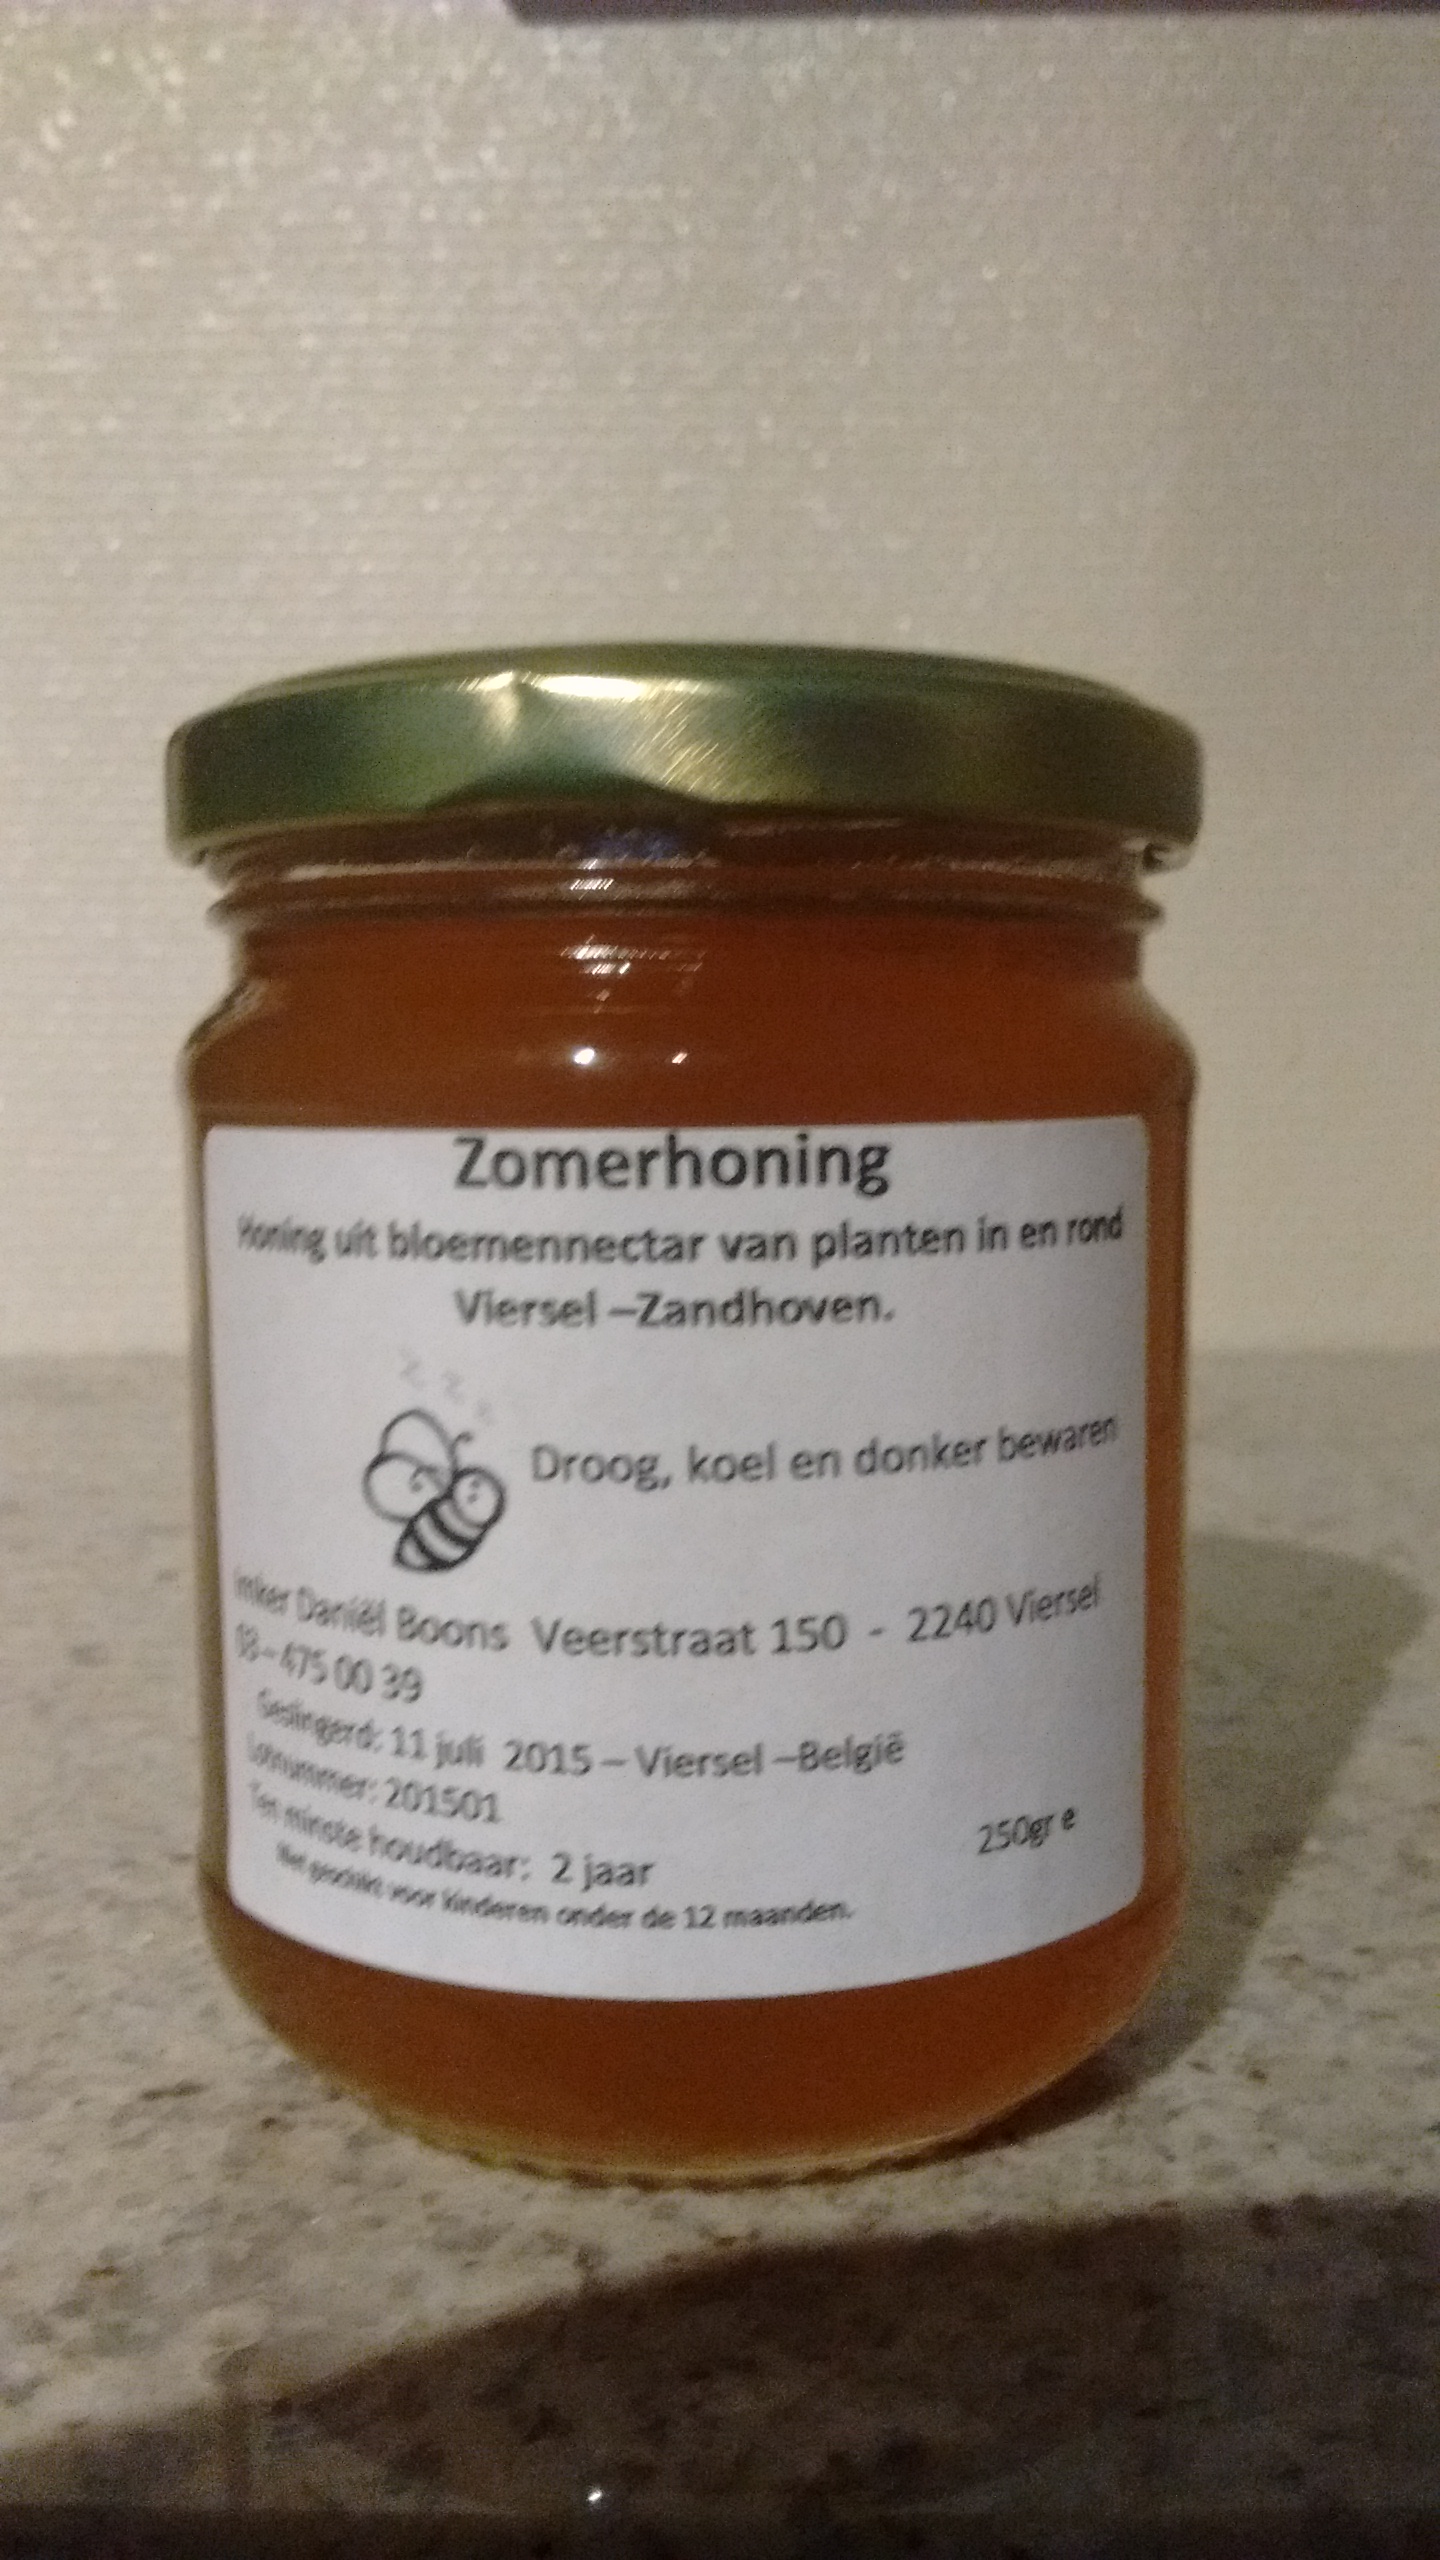 Zomerhoning
Honing uit bloemennectar van planten in en rond
Viersel –Zandhoven.
Droog, koel en donker bewaren
Imker Daniël Boons Veerstraat 150 - 2240 Viersel
475 00 39
Geslingerd: 11 juli 2015 – Viersel –België
Lotnummer: 201501
Ten minste houdbaar: 2 jaar
250gr e
Niet geschikt voor kinderen onder de 12 maanden.